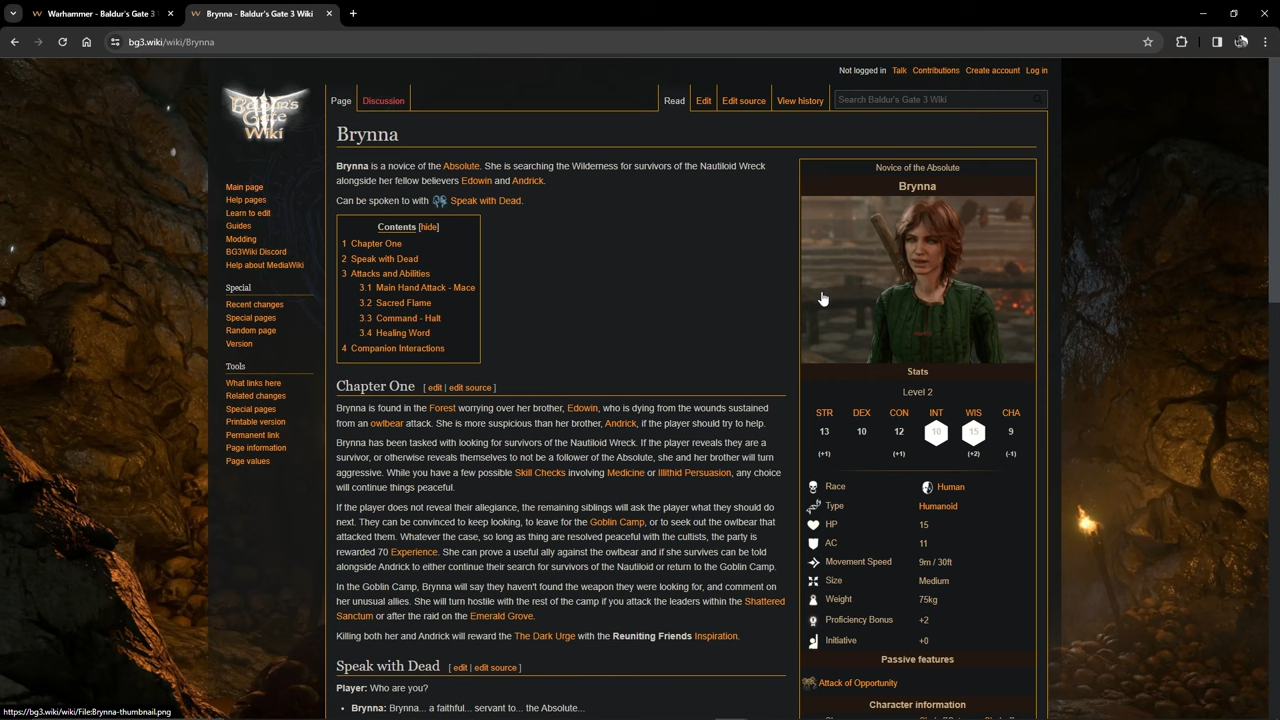 Warhammer - Baldur's Gate 3
Brynna - Baldur's Gate 3 Wiki
bg3.wiki/wiki/Brynna
Not logged in Talk Contributions Create account Log in
Baldur's Gate Wiki
Page Discussion Read Edit Edit source View history Search Baldur's Gate 3 Wiki
Main page
Help pages
Learn to edit
Guides
Modding
BG3Wiki Discord
Help about MediaWiki
Special
Recent changes
Special pages
Random page
Version
Tools
What links here
Related changes
Special pages
Printable version
Permanent link
Page information
Page values
Brynna
Brynna is a novice of the Absolute. She is searching the Wilderness for survivors of the Nautiloid Wreck
alongside her fellow believers Edowin and Andrick.
Can be spoken to with Speak with Dead.
Contents [hide]
1 Chapter One
2 Speak with Dead
3 Attacks and Abilities
3.1 Main Hand Attack - Mace
3.2 Sacred Flame
3.3 Command - Halt
3.4 Healing Word
4 Companion Interactions
Chapter One [ edit | edit source ]
Brynna is found in the Forest worrying over her brother, Edowin, who is dying from the wounds sustained
from an owlbear attack. She is more suspicious than her brother, Andrick, if the player should try to help.
Brynna has been tasked with looking for survivors of the Nautiloid Wreck. If the player reveals they are a
survivor, or otherwise reveals themselves to not be a follower of the Absolute, she and her brother will turn
aggressive. While you have a few possible Skill Checks involving Medicine or Illithid Persuasion, any choice
will continue things peaceful.
If the player does not reveal their allegiance, the remaining siblings will ask the player what they should do
next. They can be convinced to keep looking, to leave for the Goblin Camp, or to seek out the owlbear that
attacked them. Whatever the case, so long as thing are resolved peaceful with the cultists, the party is
rewarded 70 Experience. She can prove a useful ally against the owlbear and if she survives can be told
alongside Andrick to either continue their search for survivors of the Nautiloid or return to the Goblin Camp.
In the Goblin Camp, Brynna will say they haven't found the weapon they were looking for, and comment on
her unusual allies. She will turn hostile with the rest of the camp if you attack the leaders within the Shattered
Sanctum or after the raid on the Emerald Grove.
Killing both her and Andrick will reward the The Dark Urge with the Reuniting Friends Inspiration.
Speak with Dead [ edit | edit source ]
Player: Who are you?
• Brynna: Brynna... a faithful... servant to... the Absolute...
Novice of the Absolute
Brynna
Stats
Level 2
STR DEX CON INT WIS CHA
13 10 12 10 15 9
(+1) (+1) (+2) (-1)
Race Human
Type Humanoid
HP 15
AC 11
Movement Speed 9m / 30ft
Size Medium
Weight 75kg
Proficiency Bonus +2
Initiative +0
Passive features
Attack of Opportunity
Character information
https://bg3.wiki/wiki/File:Brynna-thumbnail.png